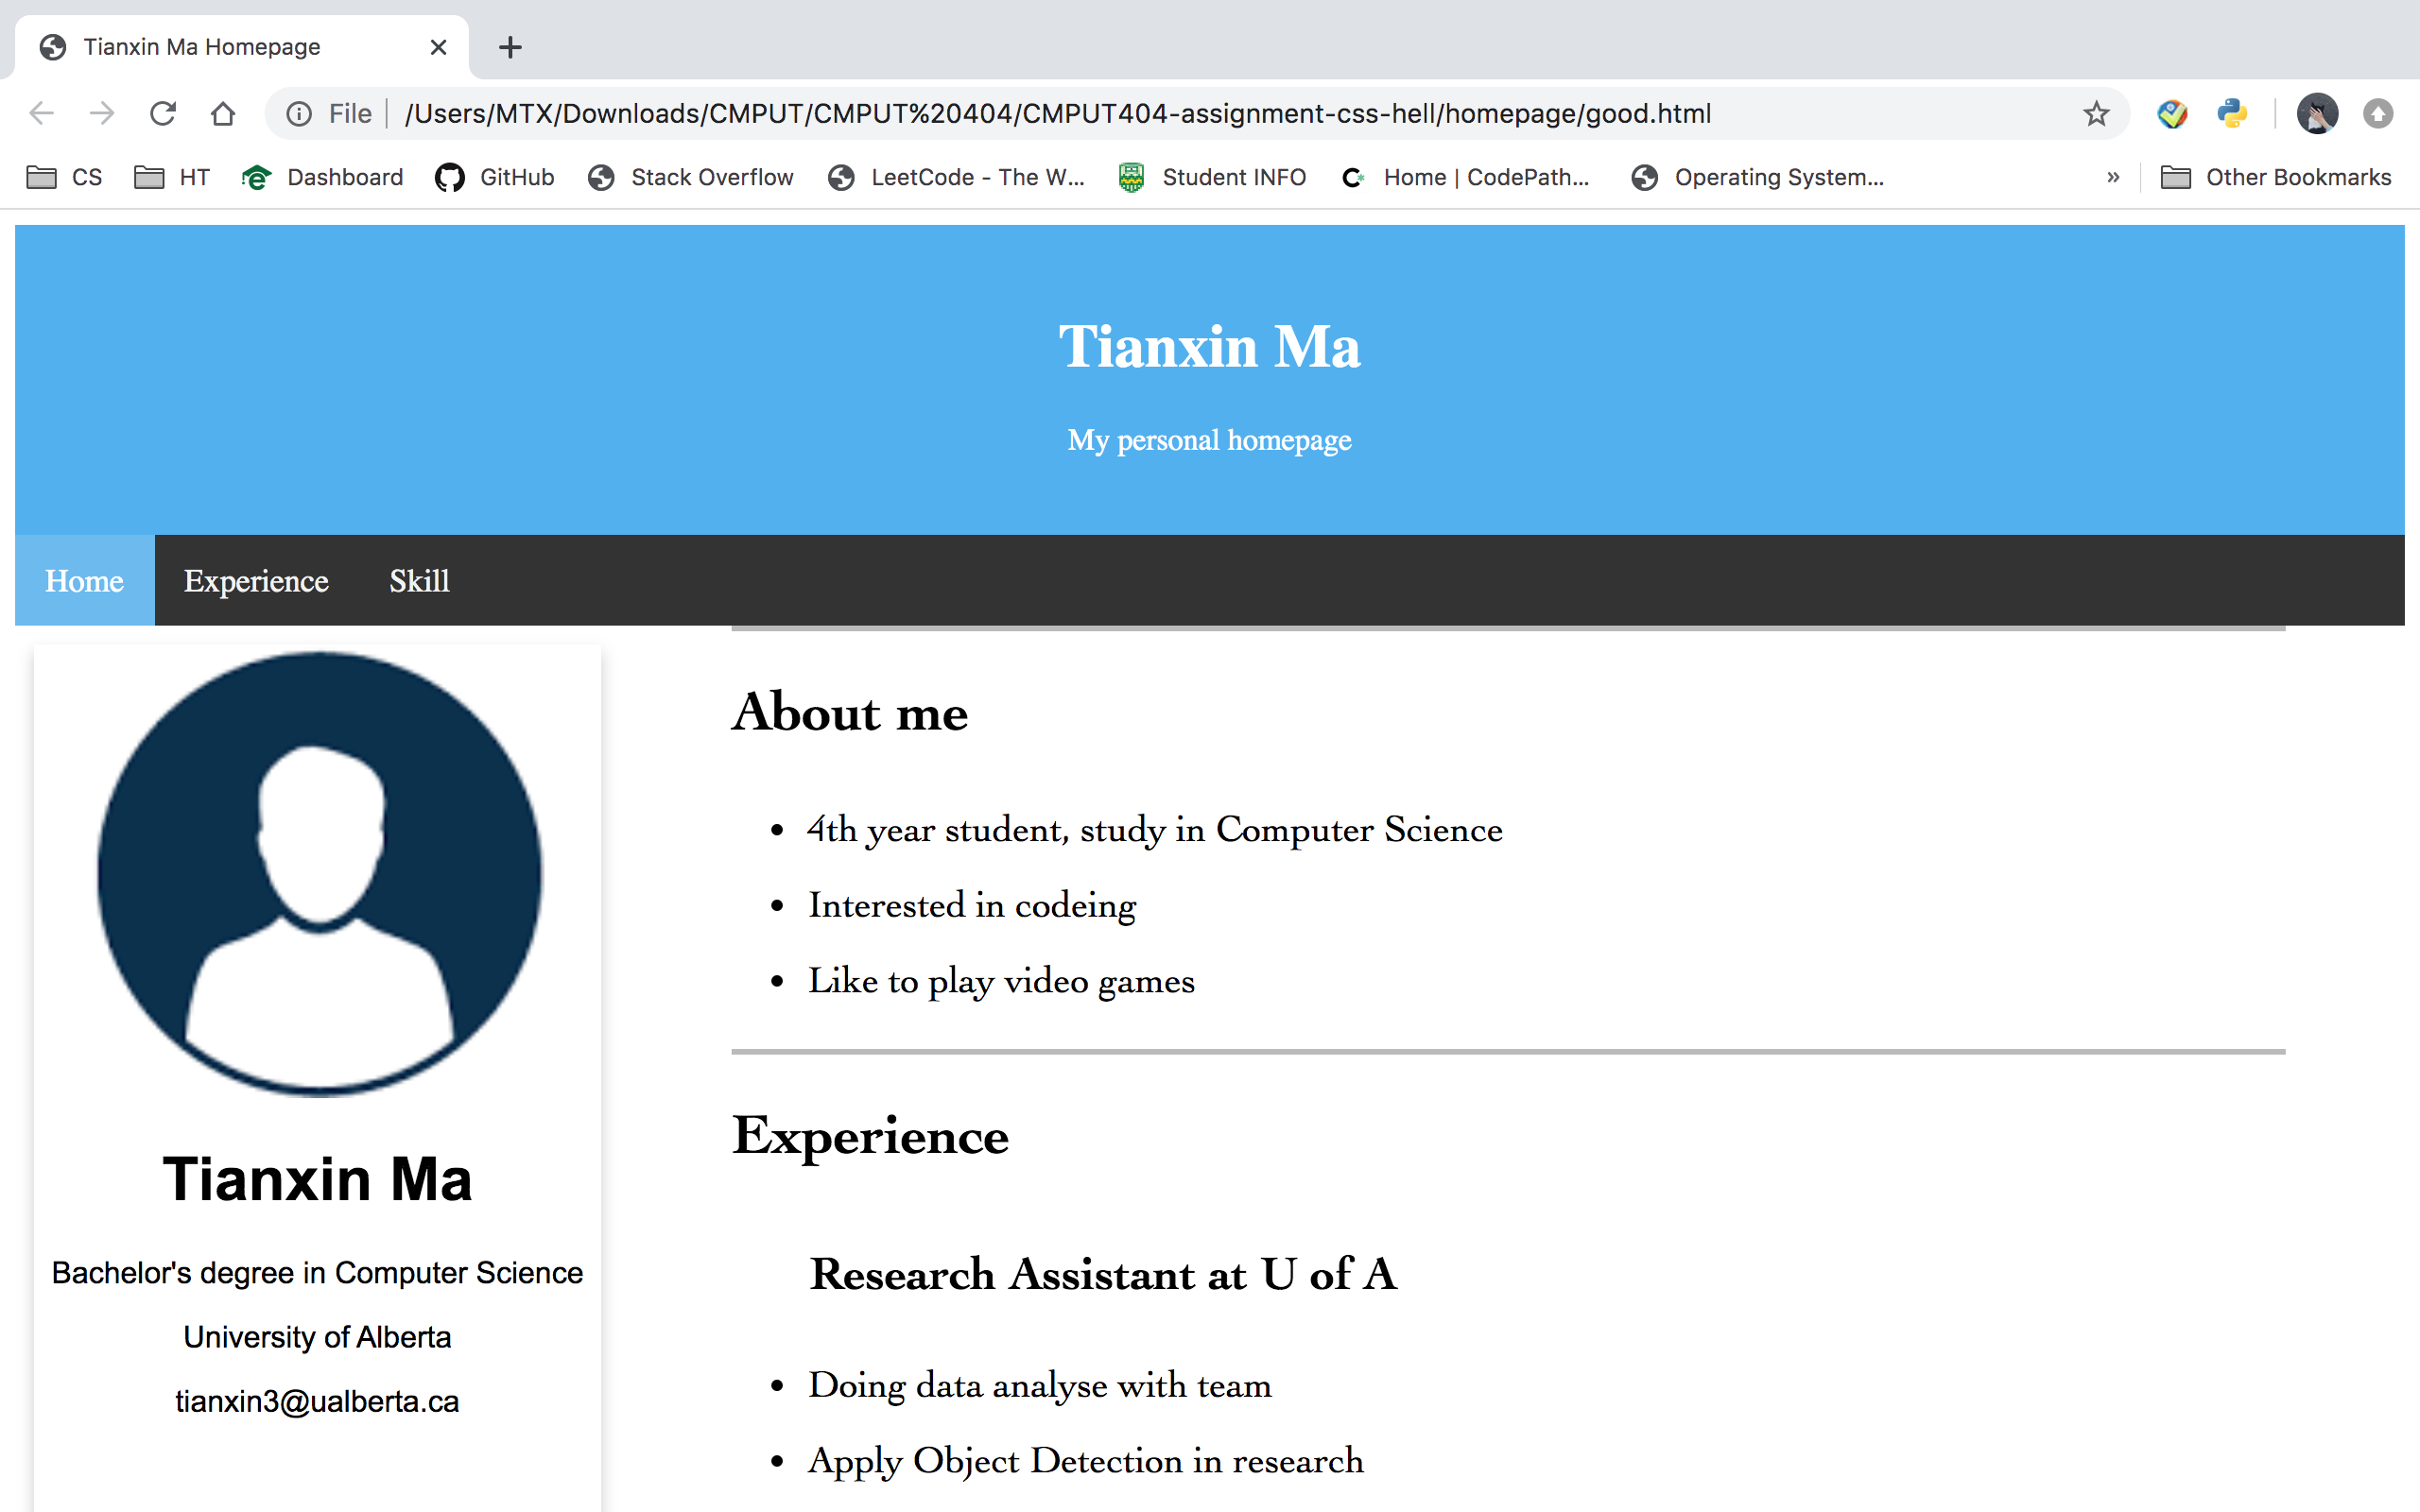 Tianxin Ma Homepage
File /Users/MTX/Downloads/CMPUT/CMPUT%20404/CMPUT404-assignment-css-hell/homepage/good.html
CS HT Dashboard GitHub Stack Overflow LeetCode - The W... Student INFO Home | CodePath... Operating System... » Other Bookmarks
Tianxin Ma
My personal homepage
Home Experience Skill
Tianxin Ma
Bachelor's degree in Computer Science
University of Alberta
tianxin3@ualberta.ca
About me
• 4th year student, study in Computer Science
• Interested in codeing
• Like to play video games
Experience
Research Assistant at U of A
• Doing data analyse with team
• Apply Object Detection in research